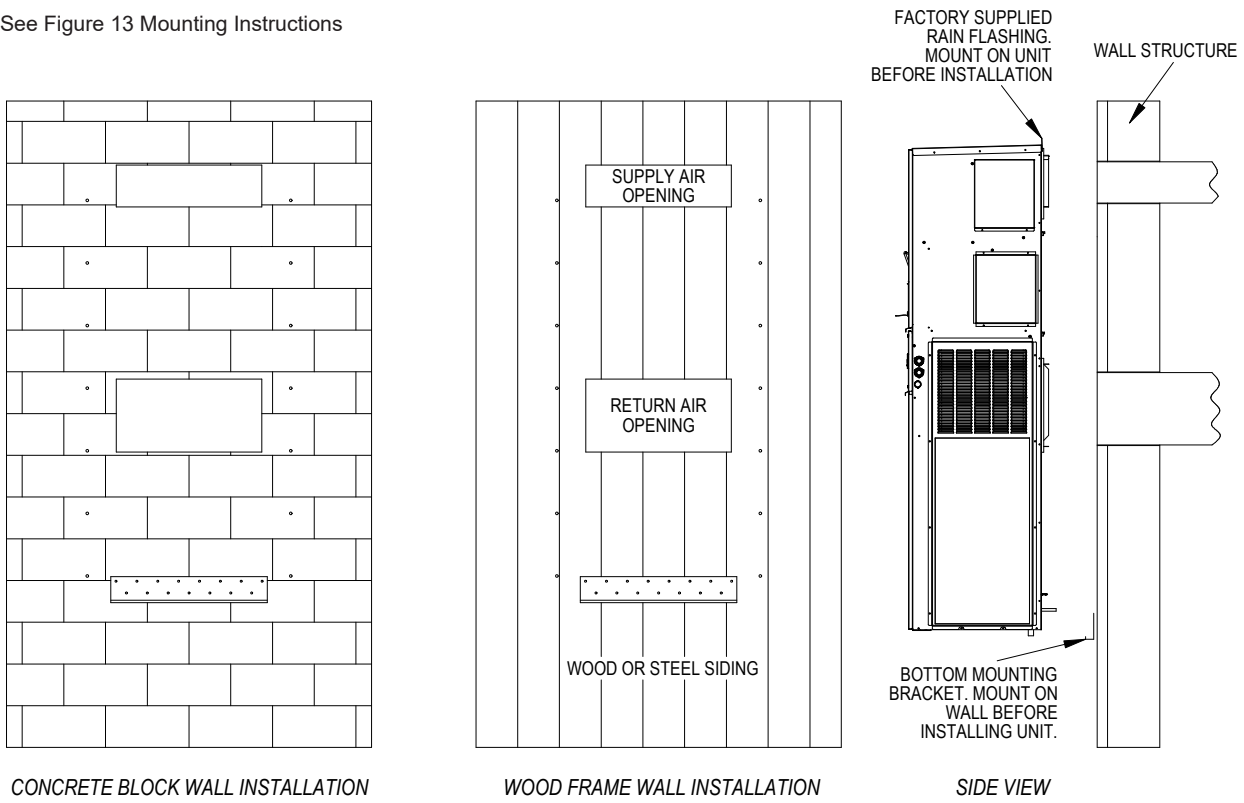 See Figure 13 Mounting Instructions
FACTORY SUPPLIED
RAIN FLASHING.
MOUNT ON UNIT
BEFORE INSTALLATION
WALL STRUCTURE
SUPPLY AIR
OPENING
RETURN AIR
OPENING
WOOD OR STEEL SIDING
BOTTOM MOUNTING
BRACKET. MOUNT ON
WALL BEFORE
INSTALLING UNIT.
CONCRETE BLOCK WALL INSTALLATION
WOOD FRAME WALL INSTALLATION
SIDE VIEW